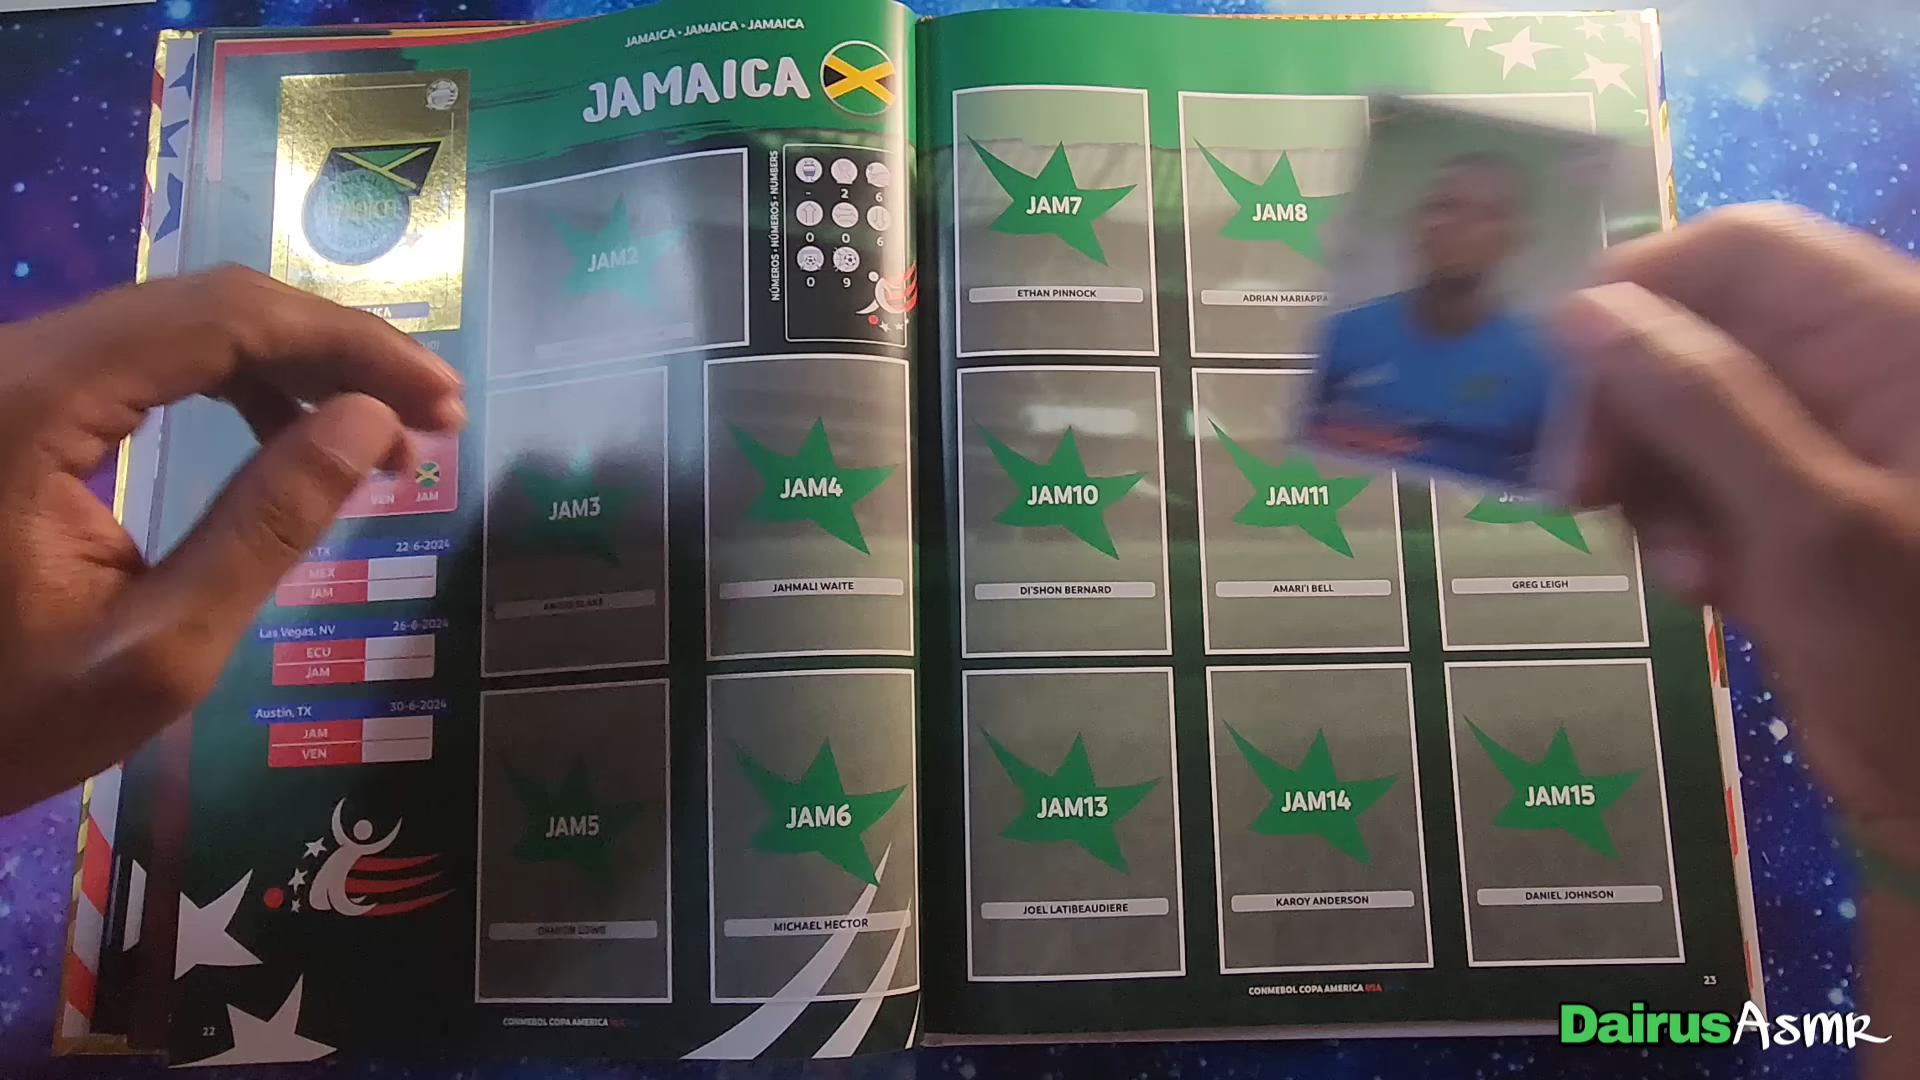 JAMAICA • JAMAICA • JAMAICA
JAMAICA
NÚMEROS • NÚMEROS • NUMBERS
- 2 6
0 0 6
0 9
JAM2
VEN JAM
TX 22-6-2024
MEX
JAM
Las Vegas, NV 26-6-2024
ECU
JAM
Austin, TX 30-6-2024
JAM
VEN
JAM3
JAM4
JAHMALI WAITE
JAM5
DAMION LOWE
JAM6
MICHAEL HECTOR
22
CONMEBOL COPA AMERICA
JAM7
ETHAN PINNOCK
JAM8
ADRIAN MARIAPPA
JAM10
DI'SHON BERNARD
JAM11
AMARI'I BELL
GREG LEIGH
JAM13
JOEL LATIBEAUDIERE
JAM14
KAROY ANDERSON
JAM15
DANIEL JOHNSON
CONMEBOL COPA AMERICA USA
23
DairusAsmr